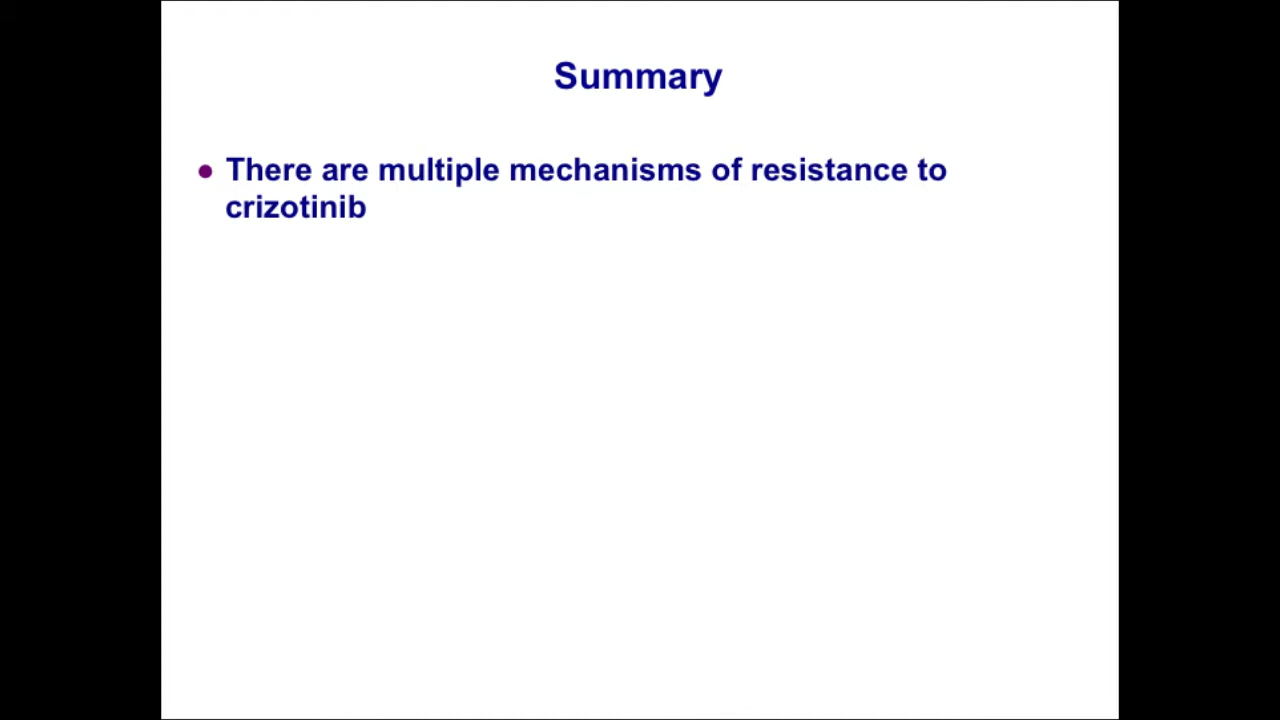 Summary
● There are multiple mechanisms of resistance to
crizotinib